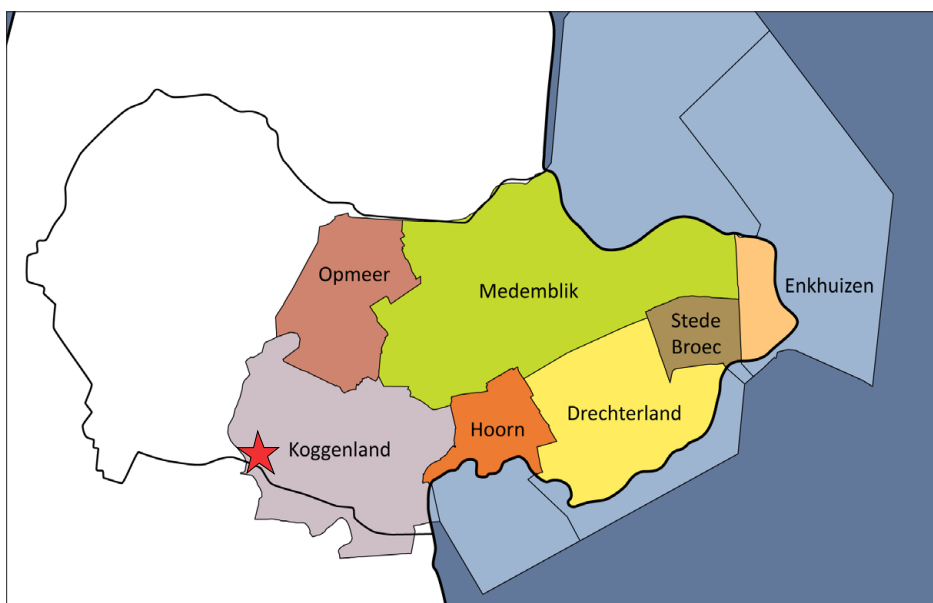 Opmeer
Medemblik
Enkhuizen
Stede
Broec
Drechterland
Hoorn
Koggenland